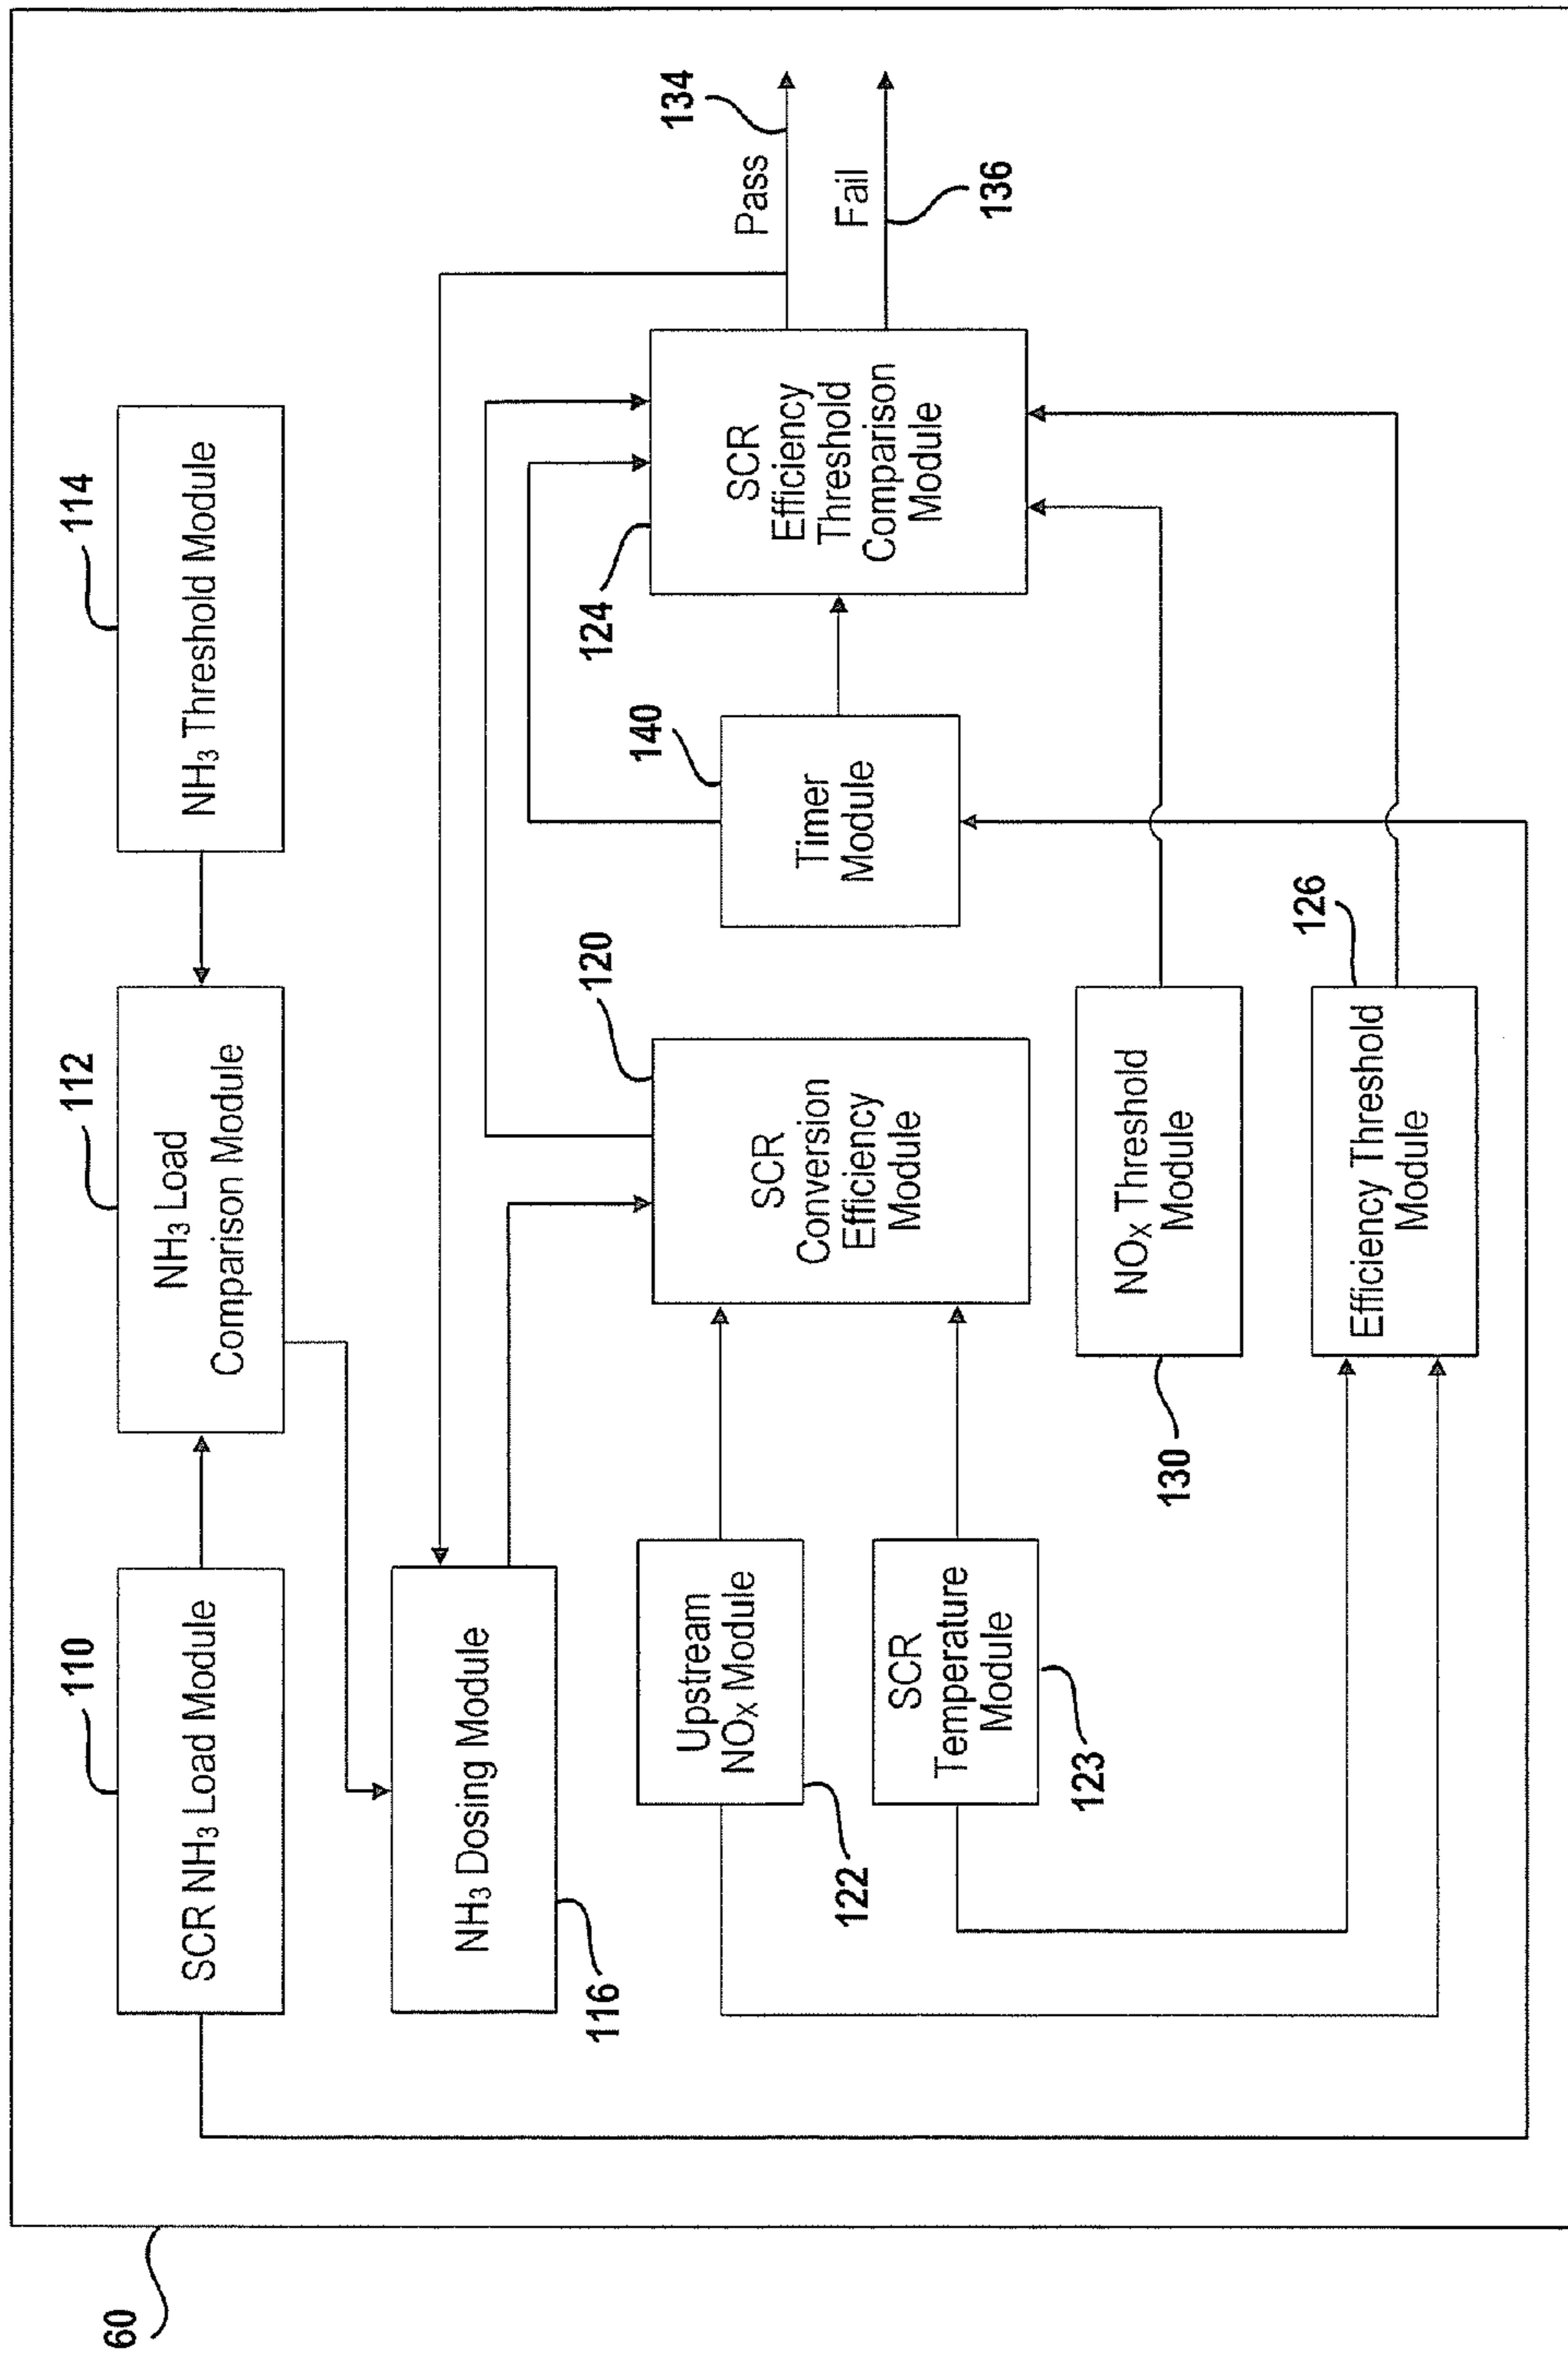 60
110
SCR NH₃ Load Module
112
NH₃ Load
Comparison Module
114
NH₃ Threshold Module
116
NH₃ Dosing Module
122
Upstream
NOₓ Module
123
SCR
Temperature
Module
120
SCR
Conversion
Efficiency
Module
140
Timer
Module
124
SCR
Efficiency
Threshold
Comparison
Module
Pass
134
Fail
136
130
NOₓ Threshold
Module
126
Efficiency Threshold
Module